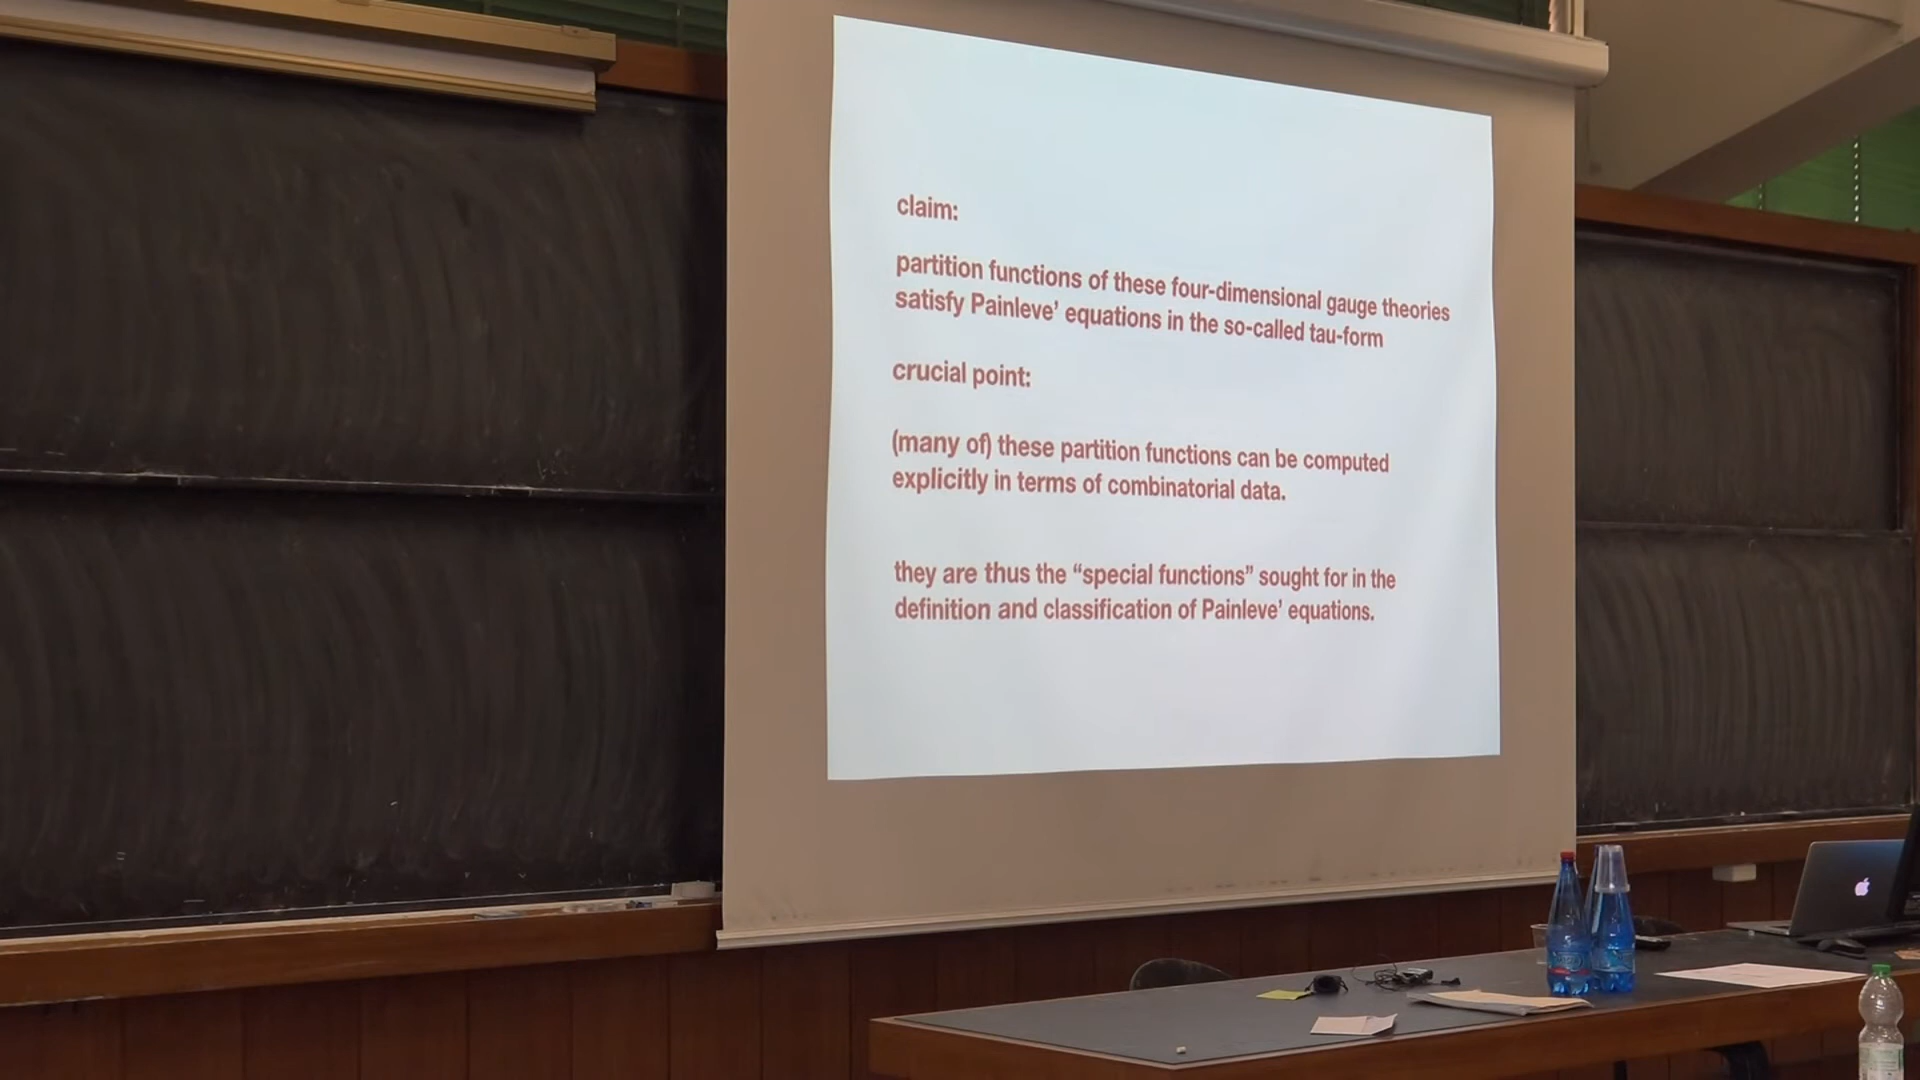 claim:
partition functions of these four-dimensional gauge theories
satisfy Painleve' equations in the so-called tau-form
crucial point:
(many of) these partition functions can be computed
explicitly in terms of combinatorial data.
they are thus the “special functions” sought for in the
definition and classification of Painleve' equations.